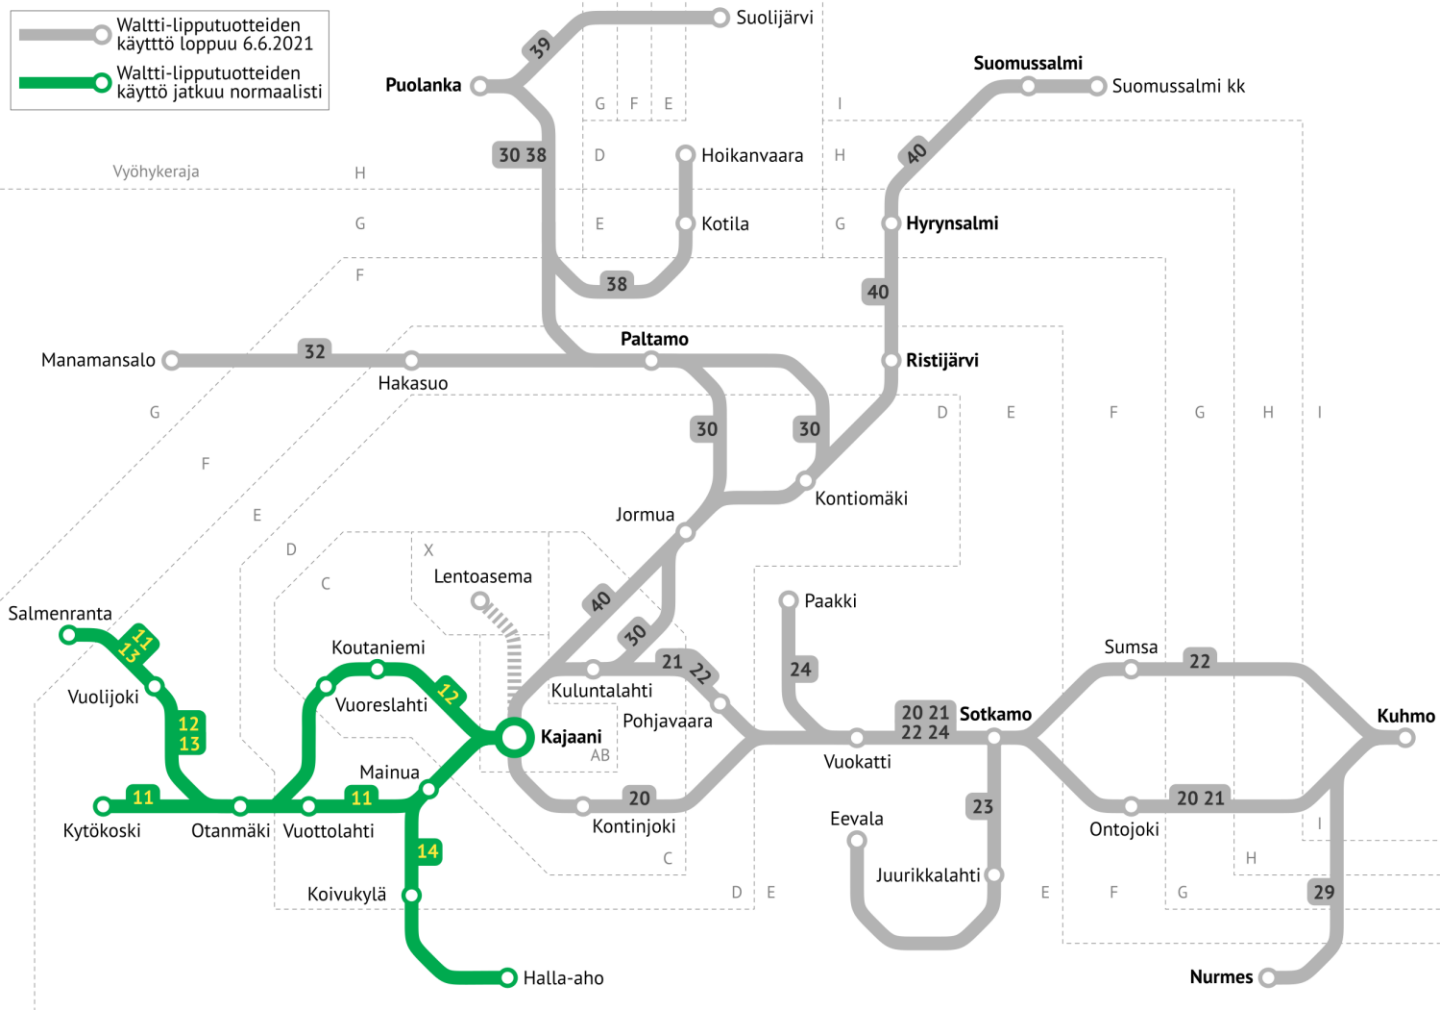 Waltti-lipputuotteiden
käytttö loppuu 6.6.2021
Waltti-lipputuotteiden
käyttö jatkuu normaalisti
Suolijärvi
39
Puolanka
Suomussalmi
Suomussalmi kk
G F E
I
30 38
D
Hoikanvaara
H
40
Vyöhykeraja
H
G
E
Kotila
G
Hyrynsalmi
F
38
40
Manamansalo
32
Hakasuo
Paltamo
Ristijärvi
G
30
30
D
E
F
G
H
I
F
Kontiomäki
E
Jormua
D
X
C
Lentoasema
40
Paakki
Salmenranta
11
13
30
Koutaniemi
21
22
24
Sumsa
22
Vuolijoki
Vuoreslahti
12
Kuluntalahti
Pohjavaara
20 21
22 24
Sotkamo
Kuhmo
12
13
Kajaani
AB
Vuokatti
Mainua
11
11
20
23
20 21
Kytökoski
Otanmäki
Vuottolahti
Kontinjoki
Eevala
Ontojoki
I
14
C
H
Juurikkalahti
Koivukylä
D
E
E
F
G
29
Halla-aho
Nurmes